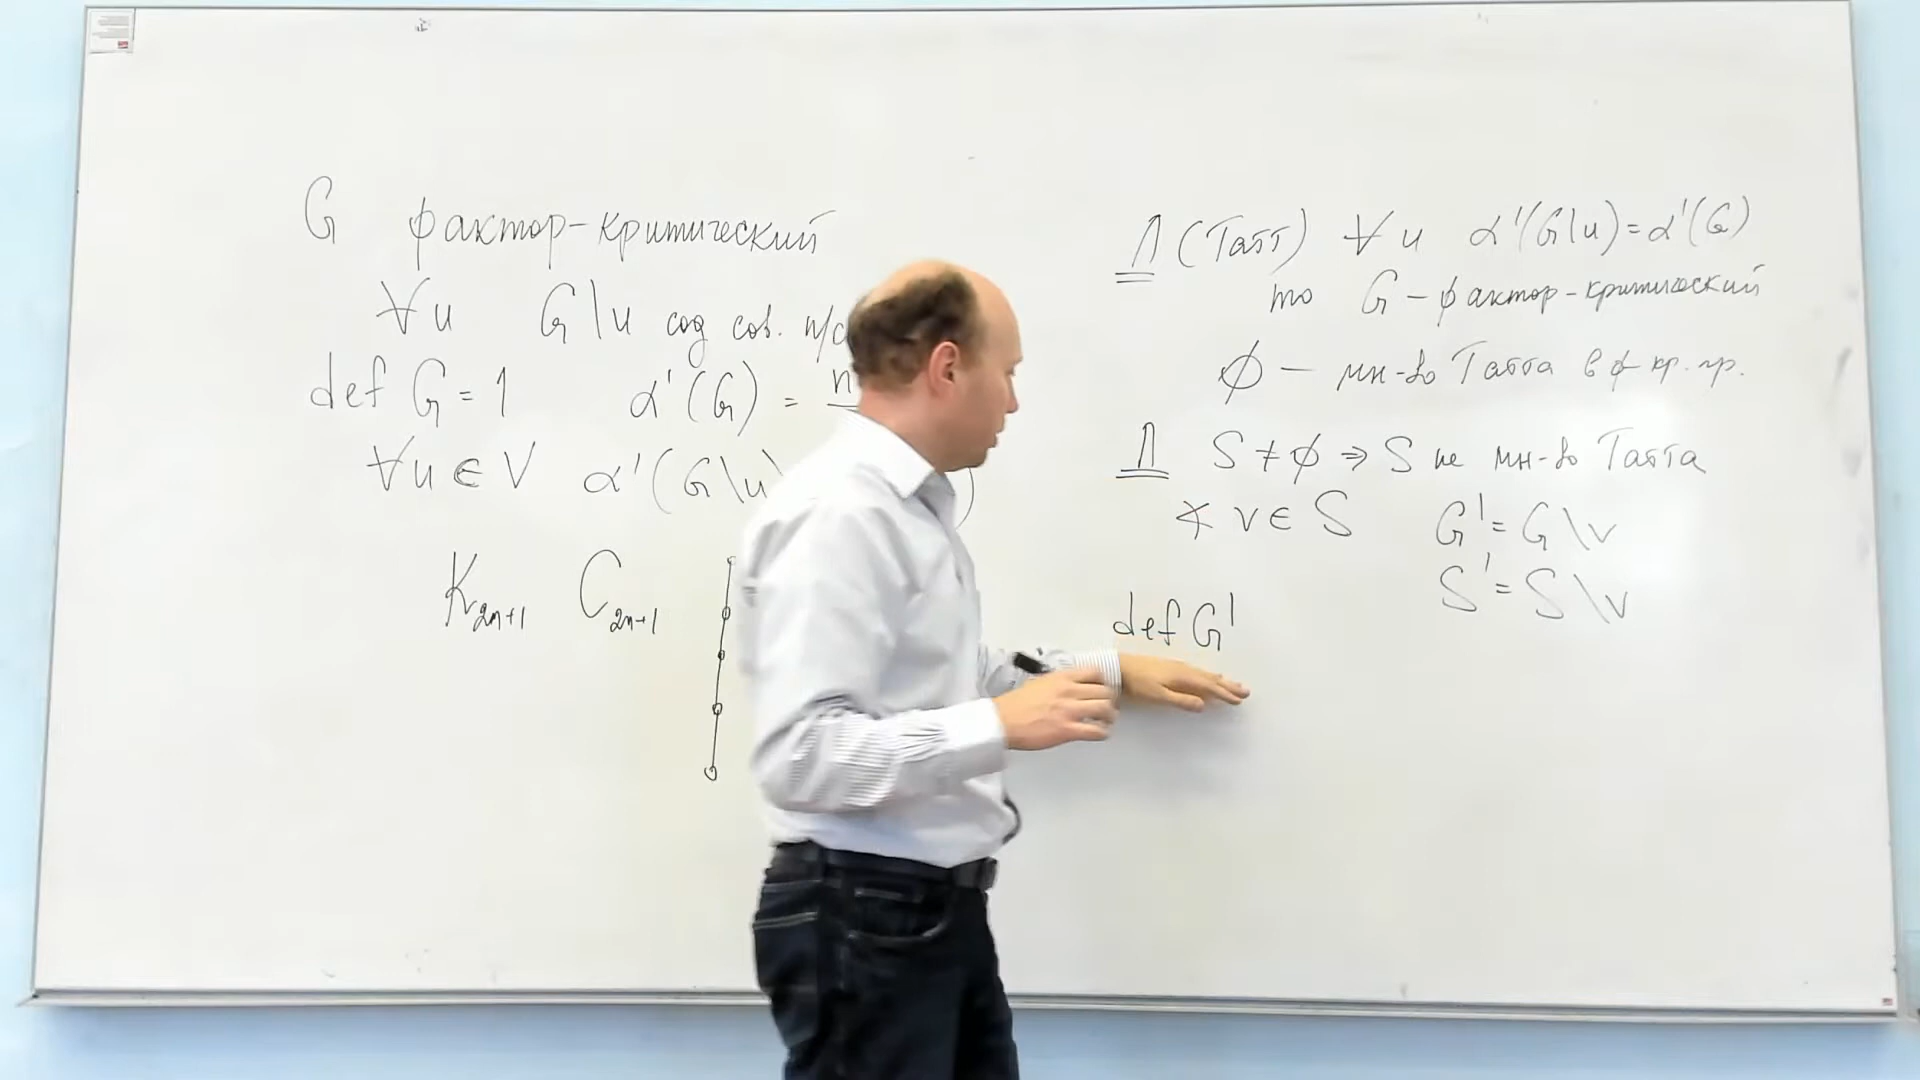 G фактор-критический
∀u G\u сод сов. п/с
def G = 1 α'(G) = n
∀u ∈ V α'(G\u)
K₂ₙ₊₁ C₂ₙ₊₁
Л (Татт) ∀u α'(G\u) = α'(G)
то G – фактор-критический
∅ — мн-во Татта в ф кр. гр.
Л S ≠ ∅ ⇒ S не мн-во Татта
∢ v ∈ S G' = G\v
S' = S\v
def G'